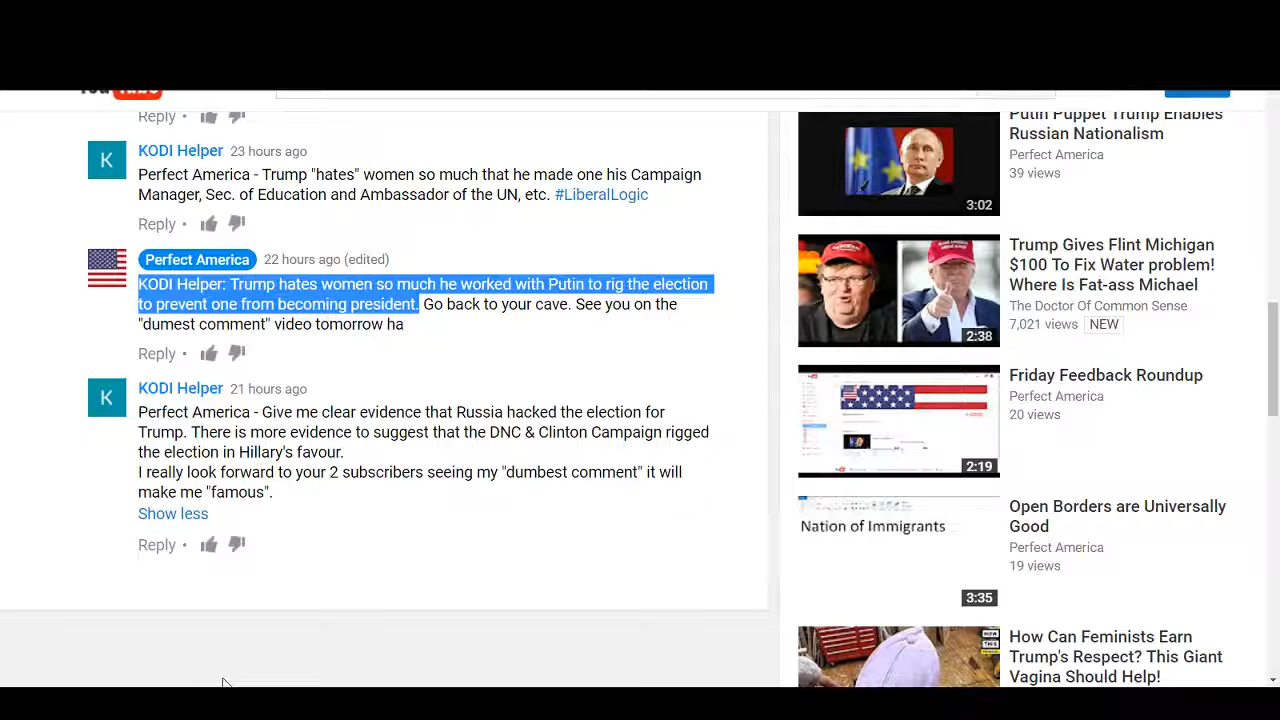 Reply •
KODI Helper 23 hours ago
Perfect America - Trump "hates" women so much that he made one his Campaign
Manager, Sec. of Education and Ambassador of the UN, etc. #LiberalLogic
Reply •
Perfect America 22 hours ago (edited)
KODI Helper: Trump hates women so much he worked with Putin to rig the election
to prevent one from becoming president. Go back to your cave. See you on the
"dumest comment" video tomorrow ha
Reply •
K
KODI Helper 21 hours ago
Perfect America - Give me clear evidence that Russia hacked the election for
Trump. There is more evidence to suggest that the DNC & Clinton Campaign rigged
the election in Hillary's favour.
I really look forward to your 2 subscribers seeing my "dumbest comment" it will
make me "famous".
Show less
Reply •
K
Putin Puppet Trump Enables
Russian Nationalism
Perfect America
39 views
3:02
Trump Gives Flint Michigan
$100 To Fix Water problem!
Where Is Fat-ass Michael
The Doctor Of Common Sense
7,021 views NEW
2:38
Friday Feedback Roundup
Perfect America
20 views
2:19
Open Borders are Universally
Good
Perfect America
19 views
Nation of Immigrants
3:35
How Can Feminists Earn
Trump's Respect? This Giant
Vagina Should Help!